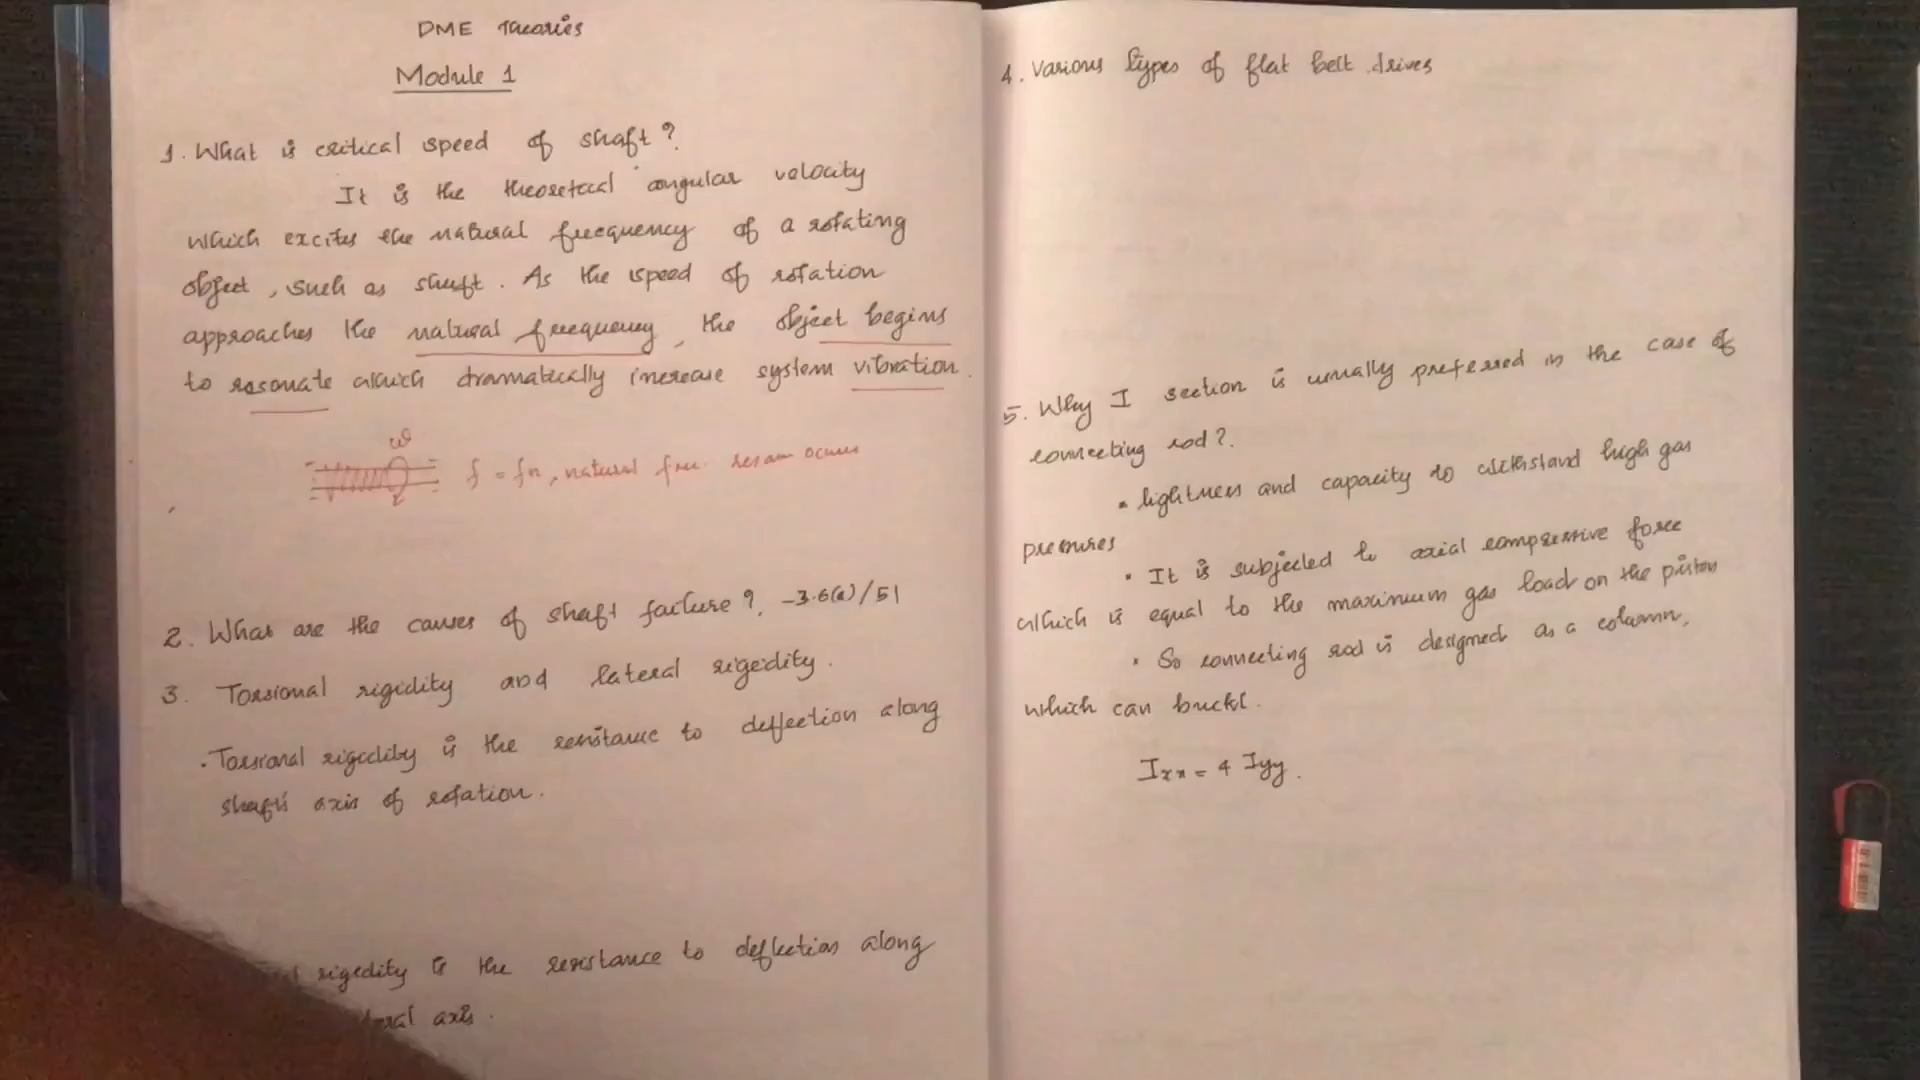 DME Theories
Module 1
1. What is critical speed of shaft?
It is the theoretecal angular velocity
which excites the natural freequency of a rotating
object, such as shaft. As the speed of rotation
approaches the natural freequency, the object begins
to resonate which dramatically increase system vibration.
ω
f = fn, natural fre. reson occurs
2. What are the causes of shaft failure? -3.6(a)/51
3. Torsional rigidity and lateral rigedity.
. Torsional rigidity is the resistance to deflection along
shaft's axis of rotation.
rigedity is the resistance to deflection along
axis.
4. Various types of flat belt drives
5. Why I section is usually preferred in the case of
connecting rod?.
• lightness and capacity to withstand high gas
pressures
• It is subjected to axial compressive force
which is equal to the maximum gas load on the piston
• So connecting rod is designed as a column,
which can buckl.
Ixx = 4 Iyy.